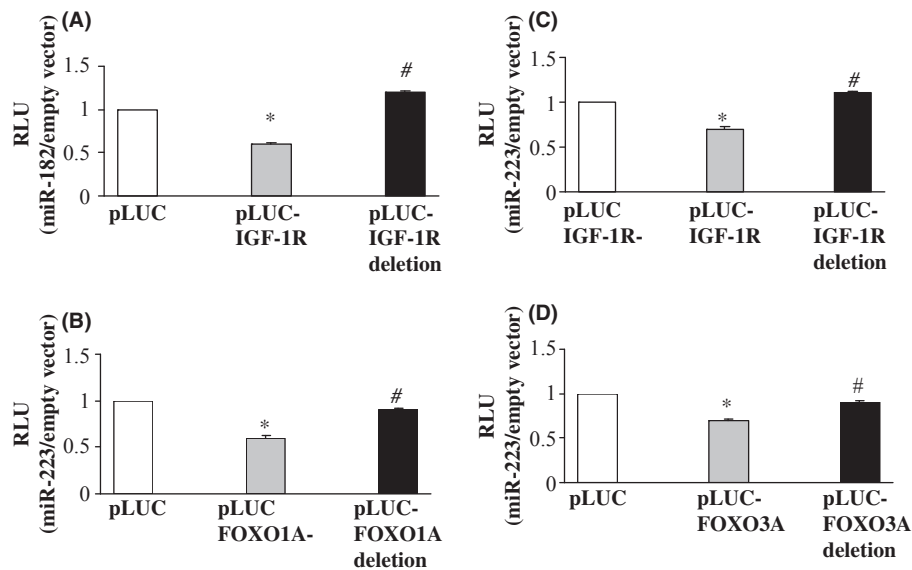 (A)
RLU
(miR-182/empty vector)
1.5
1
0.5
0
*
#
pLUC
pLUC-
IGF-1R
pLUC-
IGF-1R
deletion
(C)
RLU
(miR-223/empty vector)
1.5
1
0.5
0
*
#
pLUC
IGF-1R-
pLUC-
IGF-1R
pLUC-
IGF-1R
deletion
(B)
RLU
(miR-223/empty vector)
1.5
1
0.5
0
*
#
pLUC
pLUC
FOXO1A-
pLUC-
FOXO1A
deletion
(D)
RLU
(miR-223/empty vector)
1.5
1
0.5
0
*
#
pLUC
pLUC-
FOXO3A
pLUC-
FOXO3A
deletion